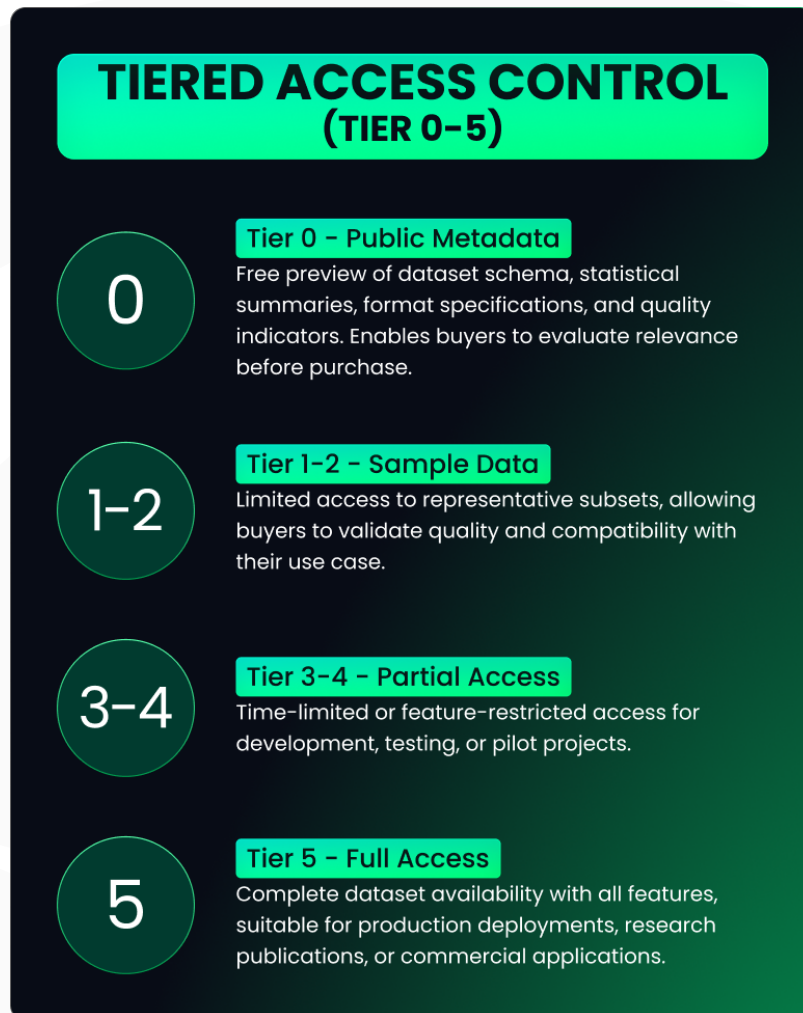 TIERED ACCESS CONTROL
(TIER 0-5)
0
Tier 0 - Public Metadata
Free preview of dataset schema, statistical
summaries, format specifications, and quality
indicators. Enables buyers to evaluate relevance
before purchase.
1-2
Tier 1-2 - Sample Data
Limited access to representative subsets, allowing
buyers to validate quality and compatibility with
their use case.
3-4
Tier 3-4 - Partial Access
Time-limited or feature-restricted access for
development, testing, or pilot projects.
5
Tier 5 - Full Access
Complete dataset availability with all features,
suitable for production deployments, research
publications, or commercial applications.